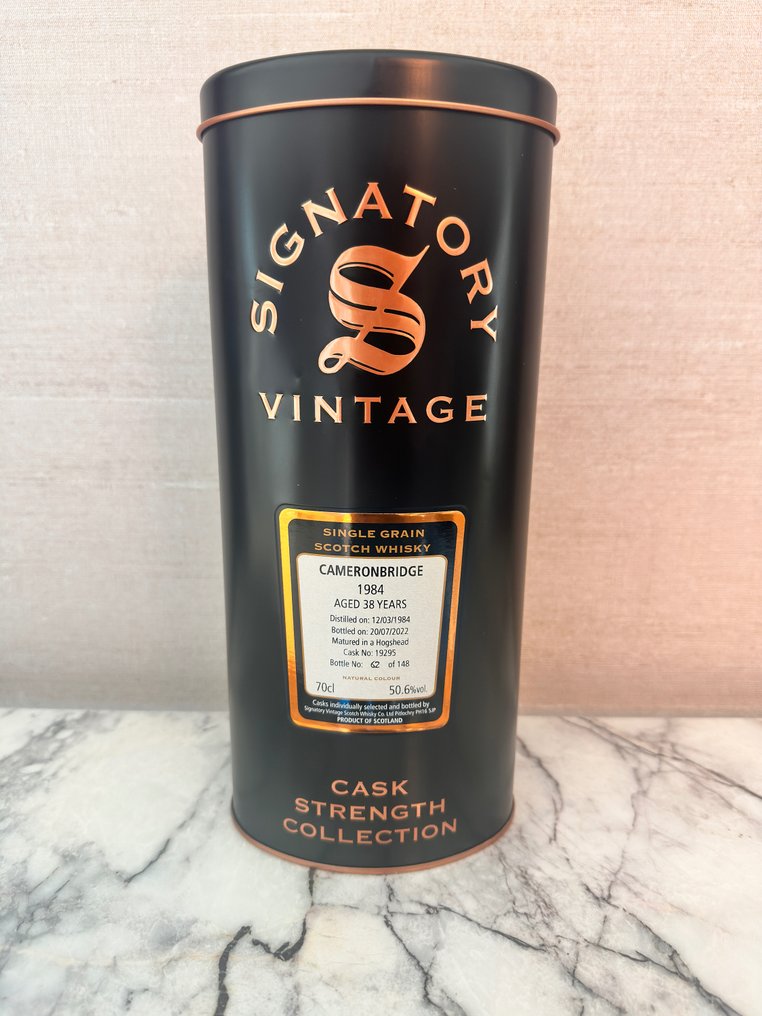 SIGNATORY
S
VINTAGE
SINGLE GRAIN
SCOTCH WHISKY
CAMERONBRIDGE
1984
AGED 38 YEARS
Distilled on: 12/03/1984
Bottled on: 20/07/2022
Matured in a Hogshead
Cask No: 19295
Bottle No: 62 of 148
NATURAL COLOUR
70cl 50.6%vol.
Casks individually selected and bottled by
Signatory Vintage Scotch Whisky Co. Ltd Pitlochry PH16 5JP
PRODUCT OF SCOTLAND
CASK
STRENGTH
COLLECTION